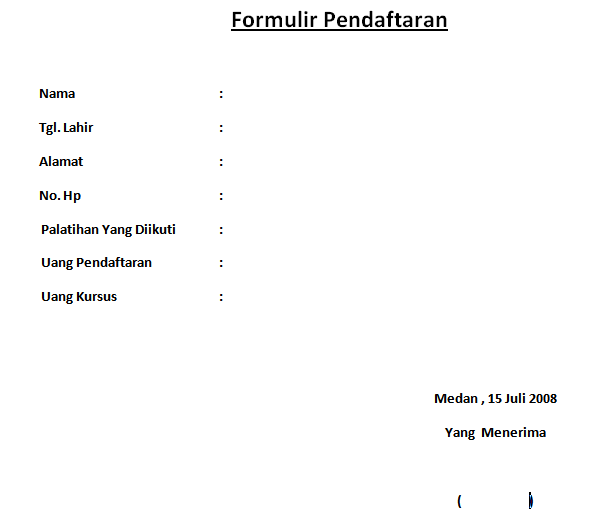 Formulir Pendaftaran
Nama :
Tgl. Lahir :
Alamat :
No. Hp :
Palatihan Yang Diikuti :
Uang Pendaftaran :
Uang Kursus :
Medan , 15 Juli 2008
Yang Menerima
( )